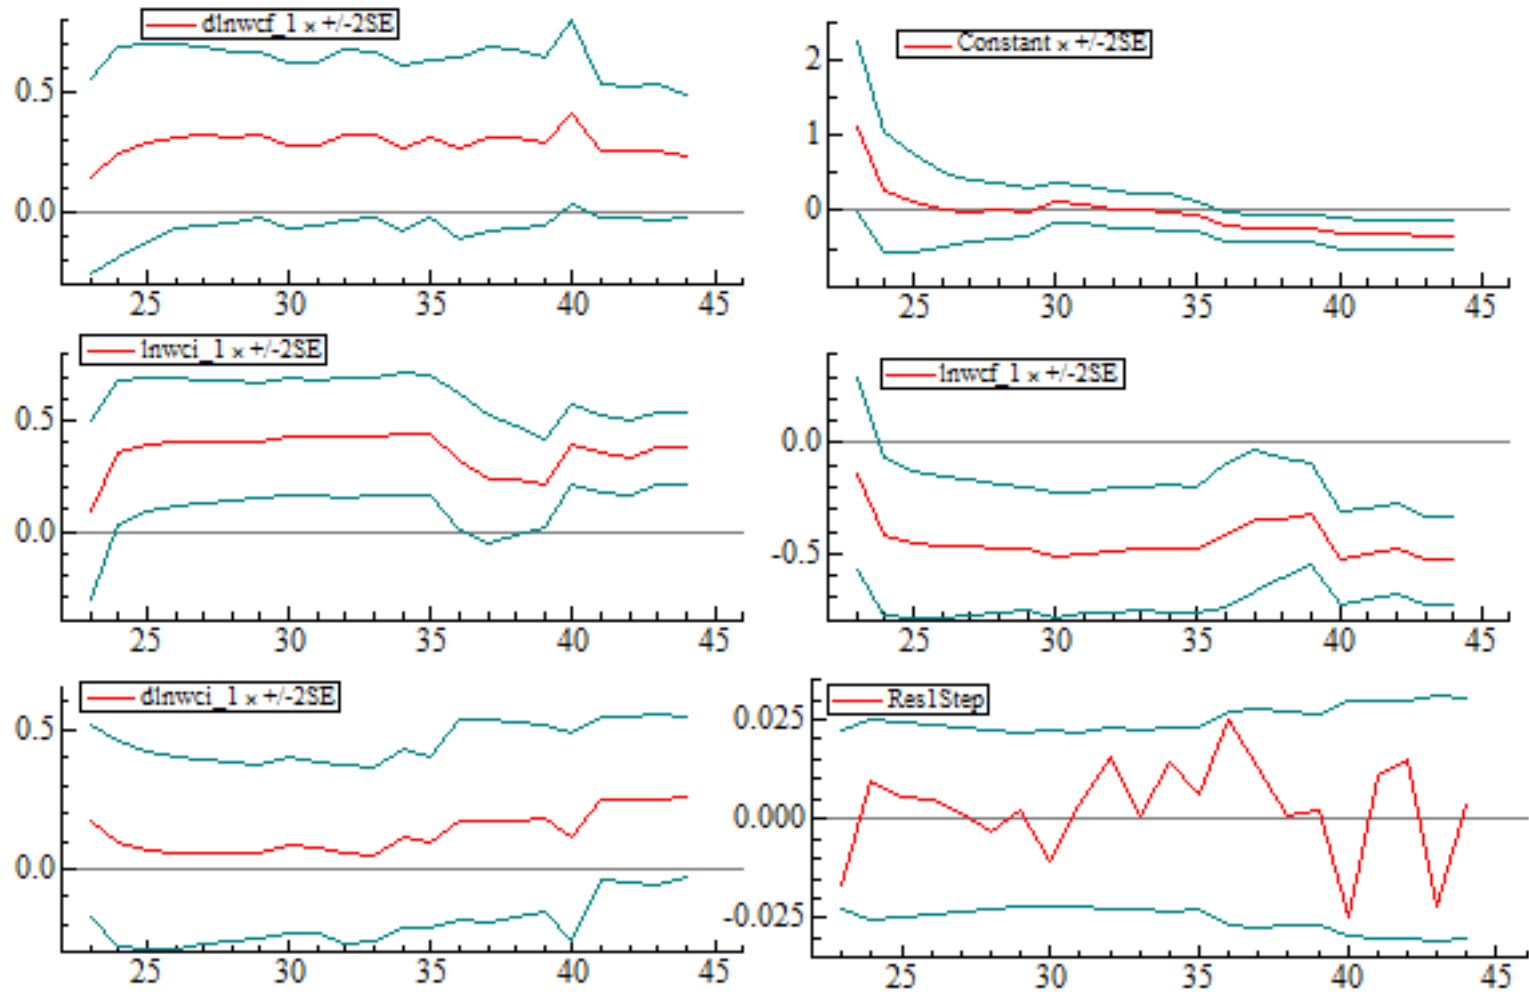 dlnwcf_1 × +/-2SE
0.5
0.0
25 30 35 40 45
Constant × +/-2SE
2
1
0
25 30 35 40 45
lnwci_1 × +/-2SE
0.5
0.0
25 30 35 40 45
lnwcf_1 × +/-2SE
0.0
-0.5
25 30 35 40 45
dlnwci_1 × +/-2SE
0.5
0.0
25 30 35 40 45
Res1Step
0.025
0.000
-0.025
25 30 35 40 45